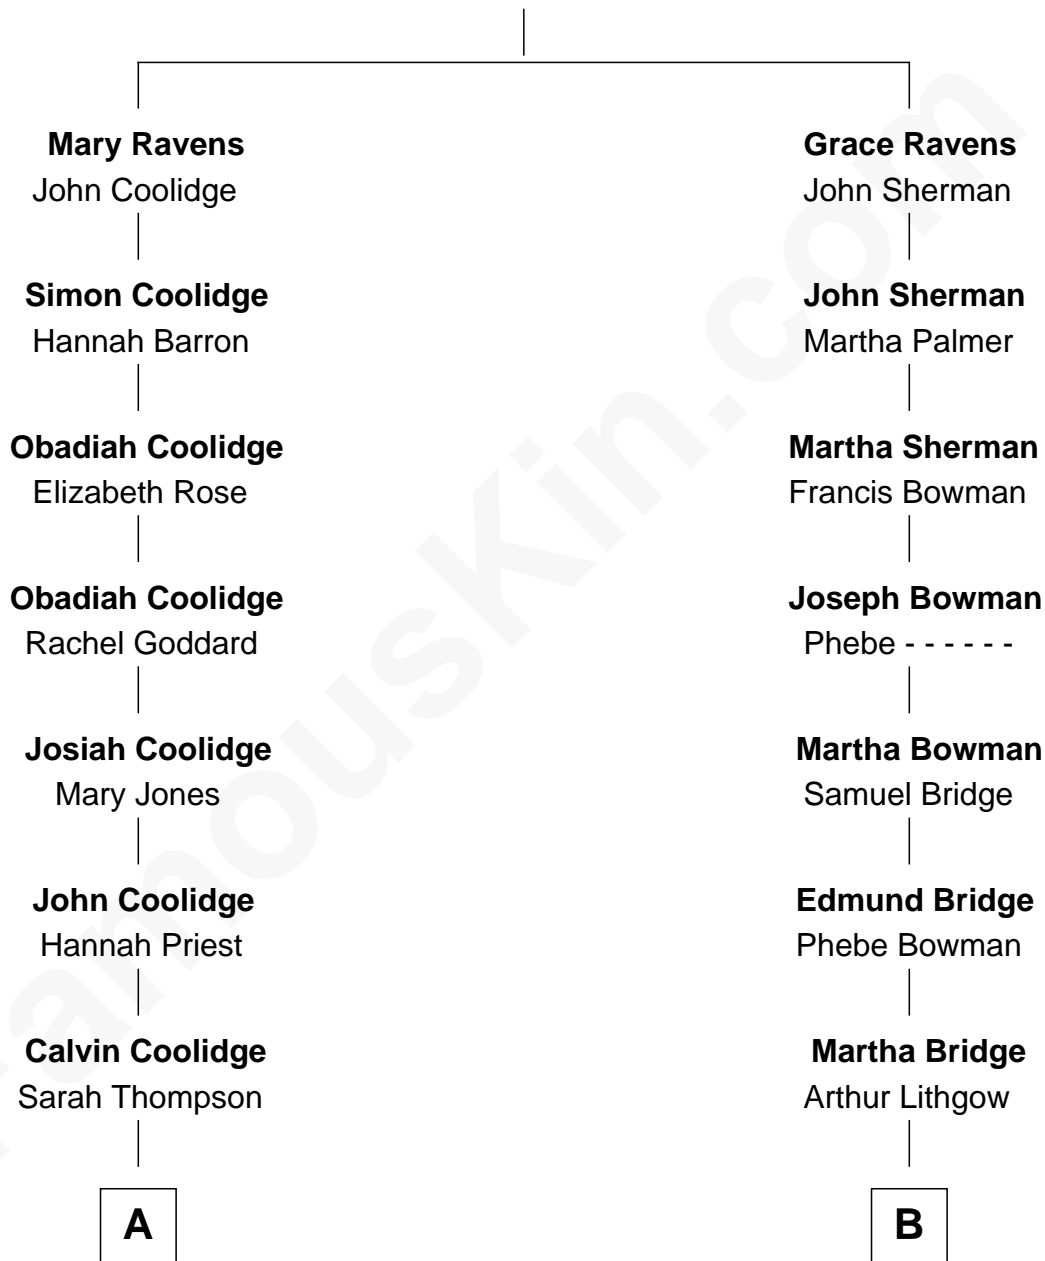 Mary Ravens
John Coolidge
Simon Coolidge
Hannah Barron
Obadiah Coolidge
Elizabeth Rose
Obadiah Coolidge
Rachel Goddard
Josiah Coolidge
Mary Jones
John Coolidge
Hannah Priest
Calvin Coolidge
Sarah Thompson
A
Grace Ravens
John Sherman
John Sherman
Martha Palmer
Martha Sherman
Francis Bowman
Joseph Bowman
Phebe - - - - - -
Martha Bowman
Samuel Bridge
Edmund Bridge
Phebe Bowman
Martha Bridge
Arthur Lithgow
B
FamousKin.com